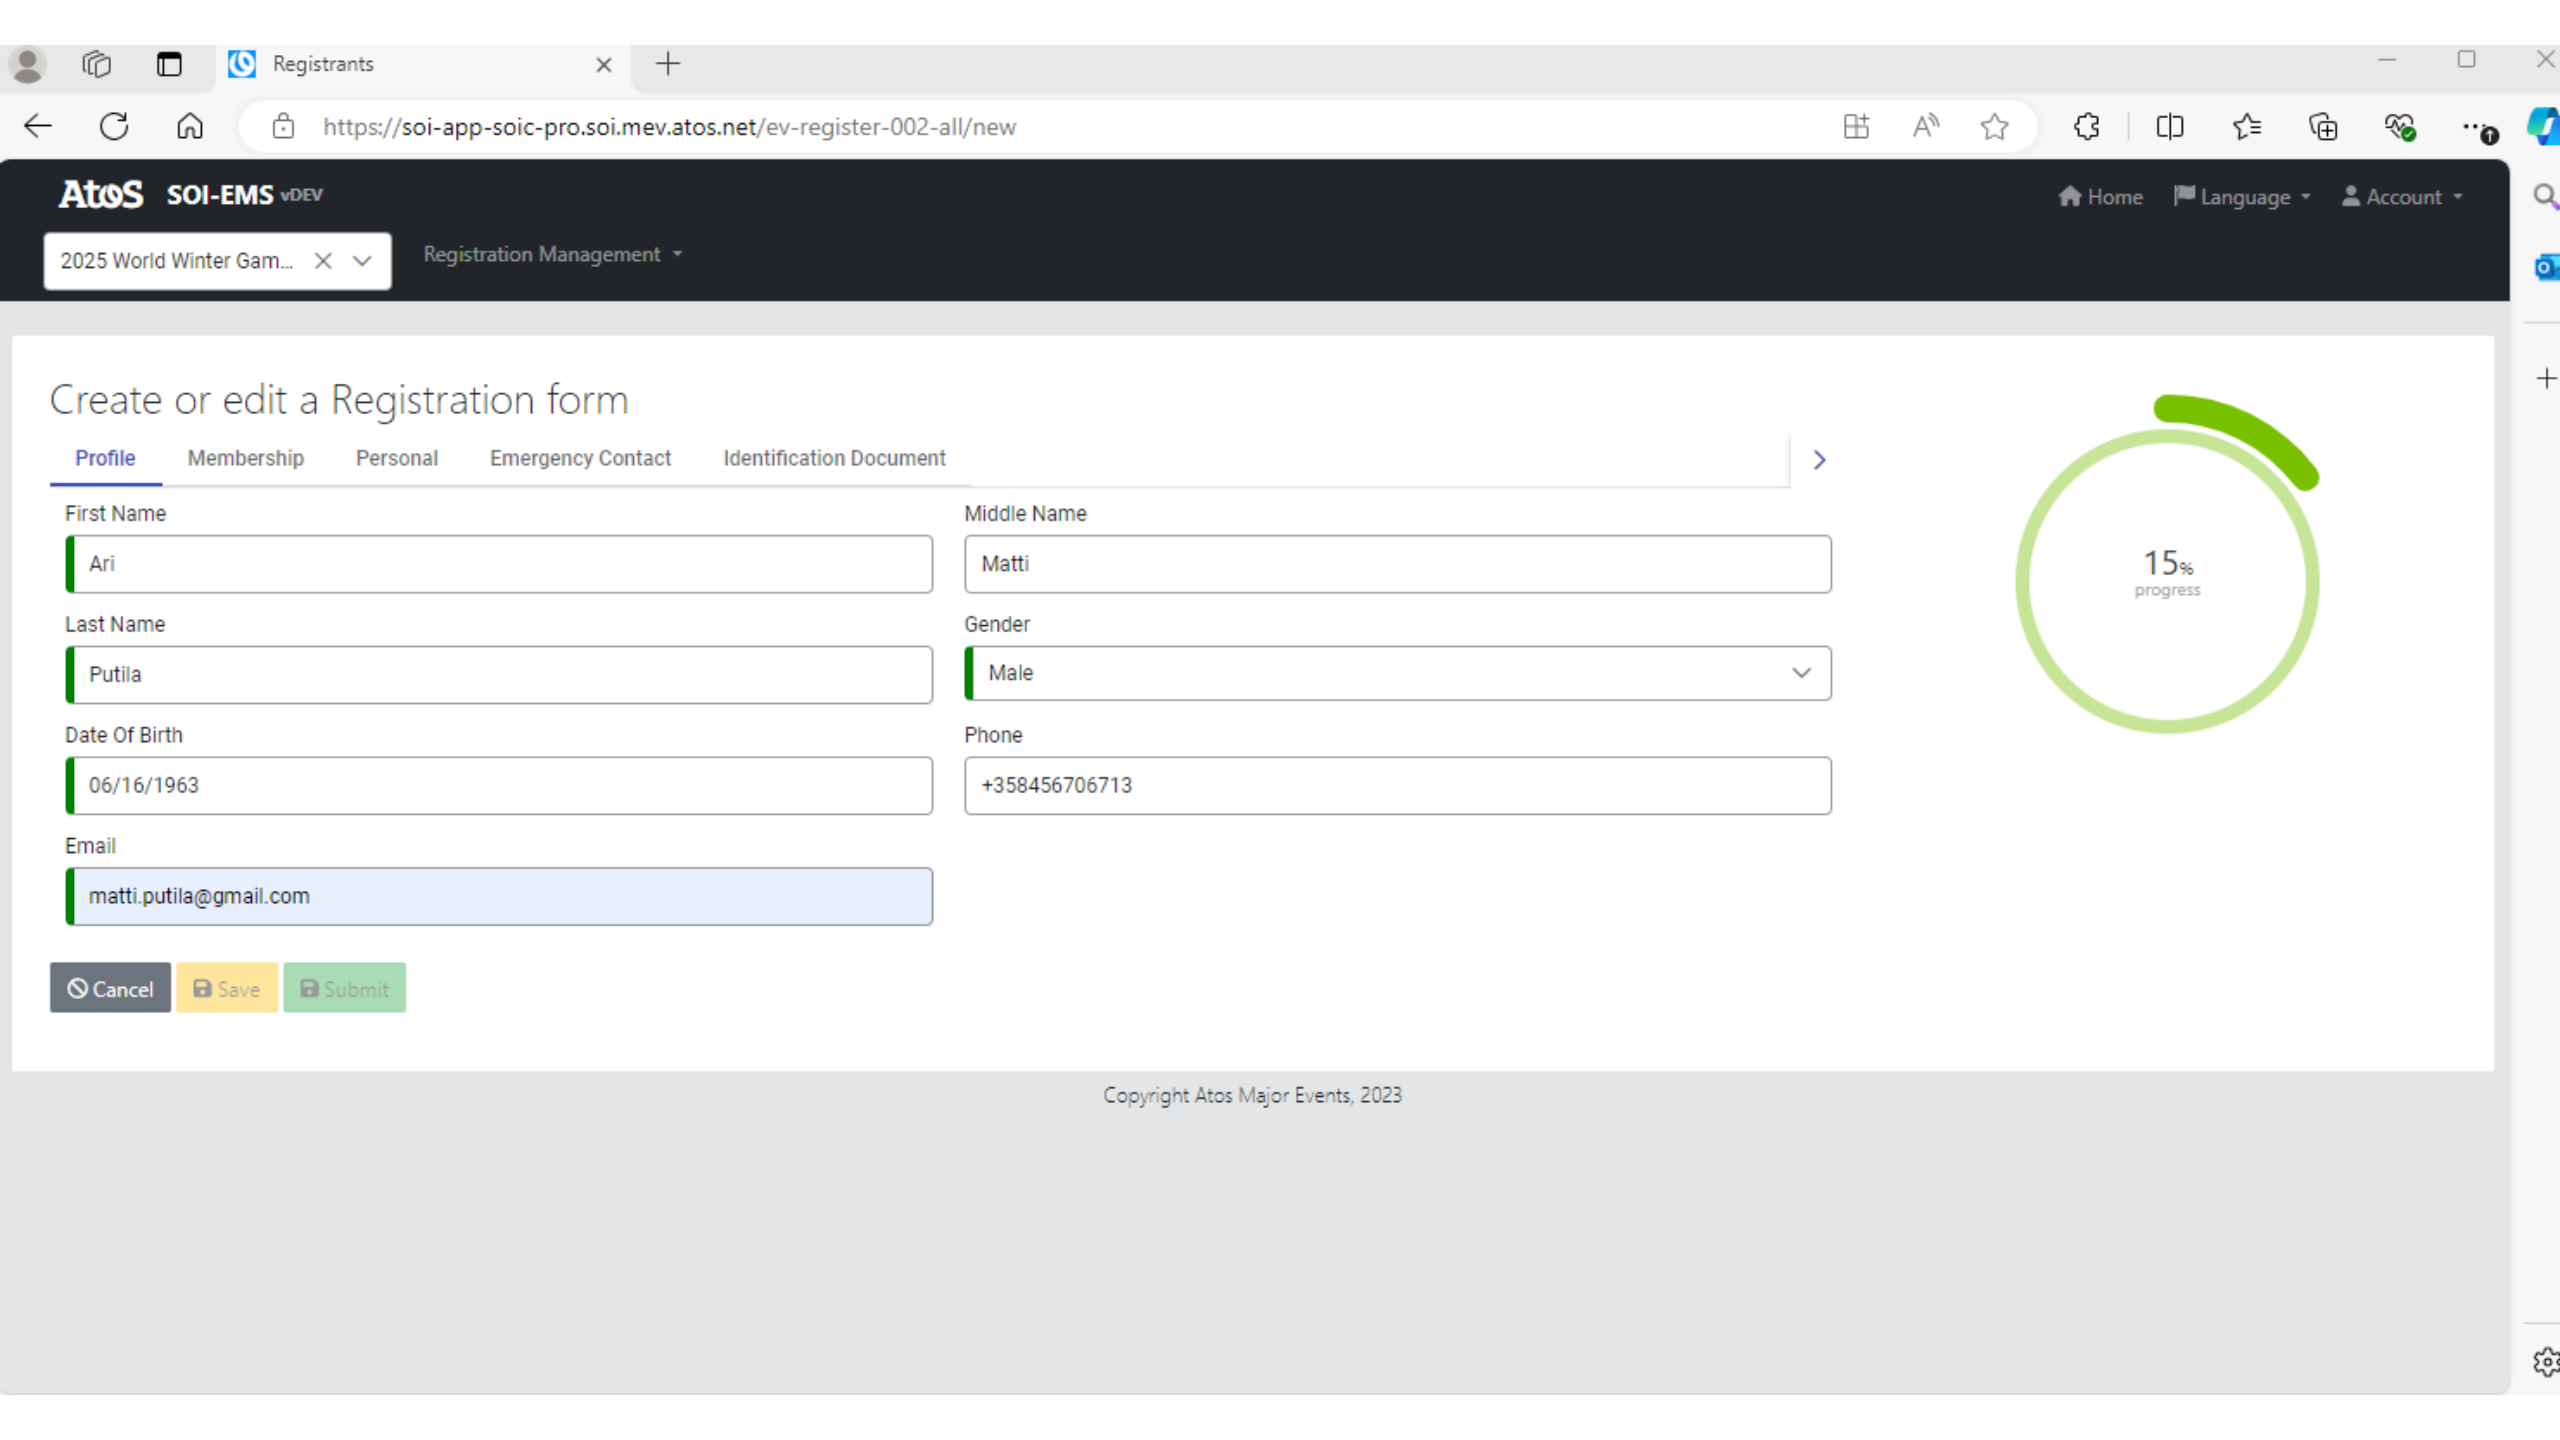 Registrants
https://soi-app-soic-pro.soi.mev.atos.net/ev-register-002-all/new
Atos SOI-EMS vDEV
Home Language Account
2025 World Winter Gam... Registration Management
Create or edit a Registration form
Profile Membership Personal Emergency Contact Identification Document
First Name Middle Name
Ari Matti
Last Name Gender
Putila Male
Date Of Birth Phone
06/16/1963 +358456706713
Email
matti.putila@gmail.com
15%
progress
Cancel Save Submit
Copyright Atos Major Events, 2023